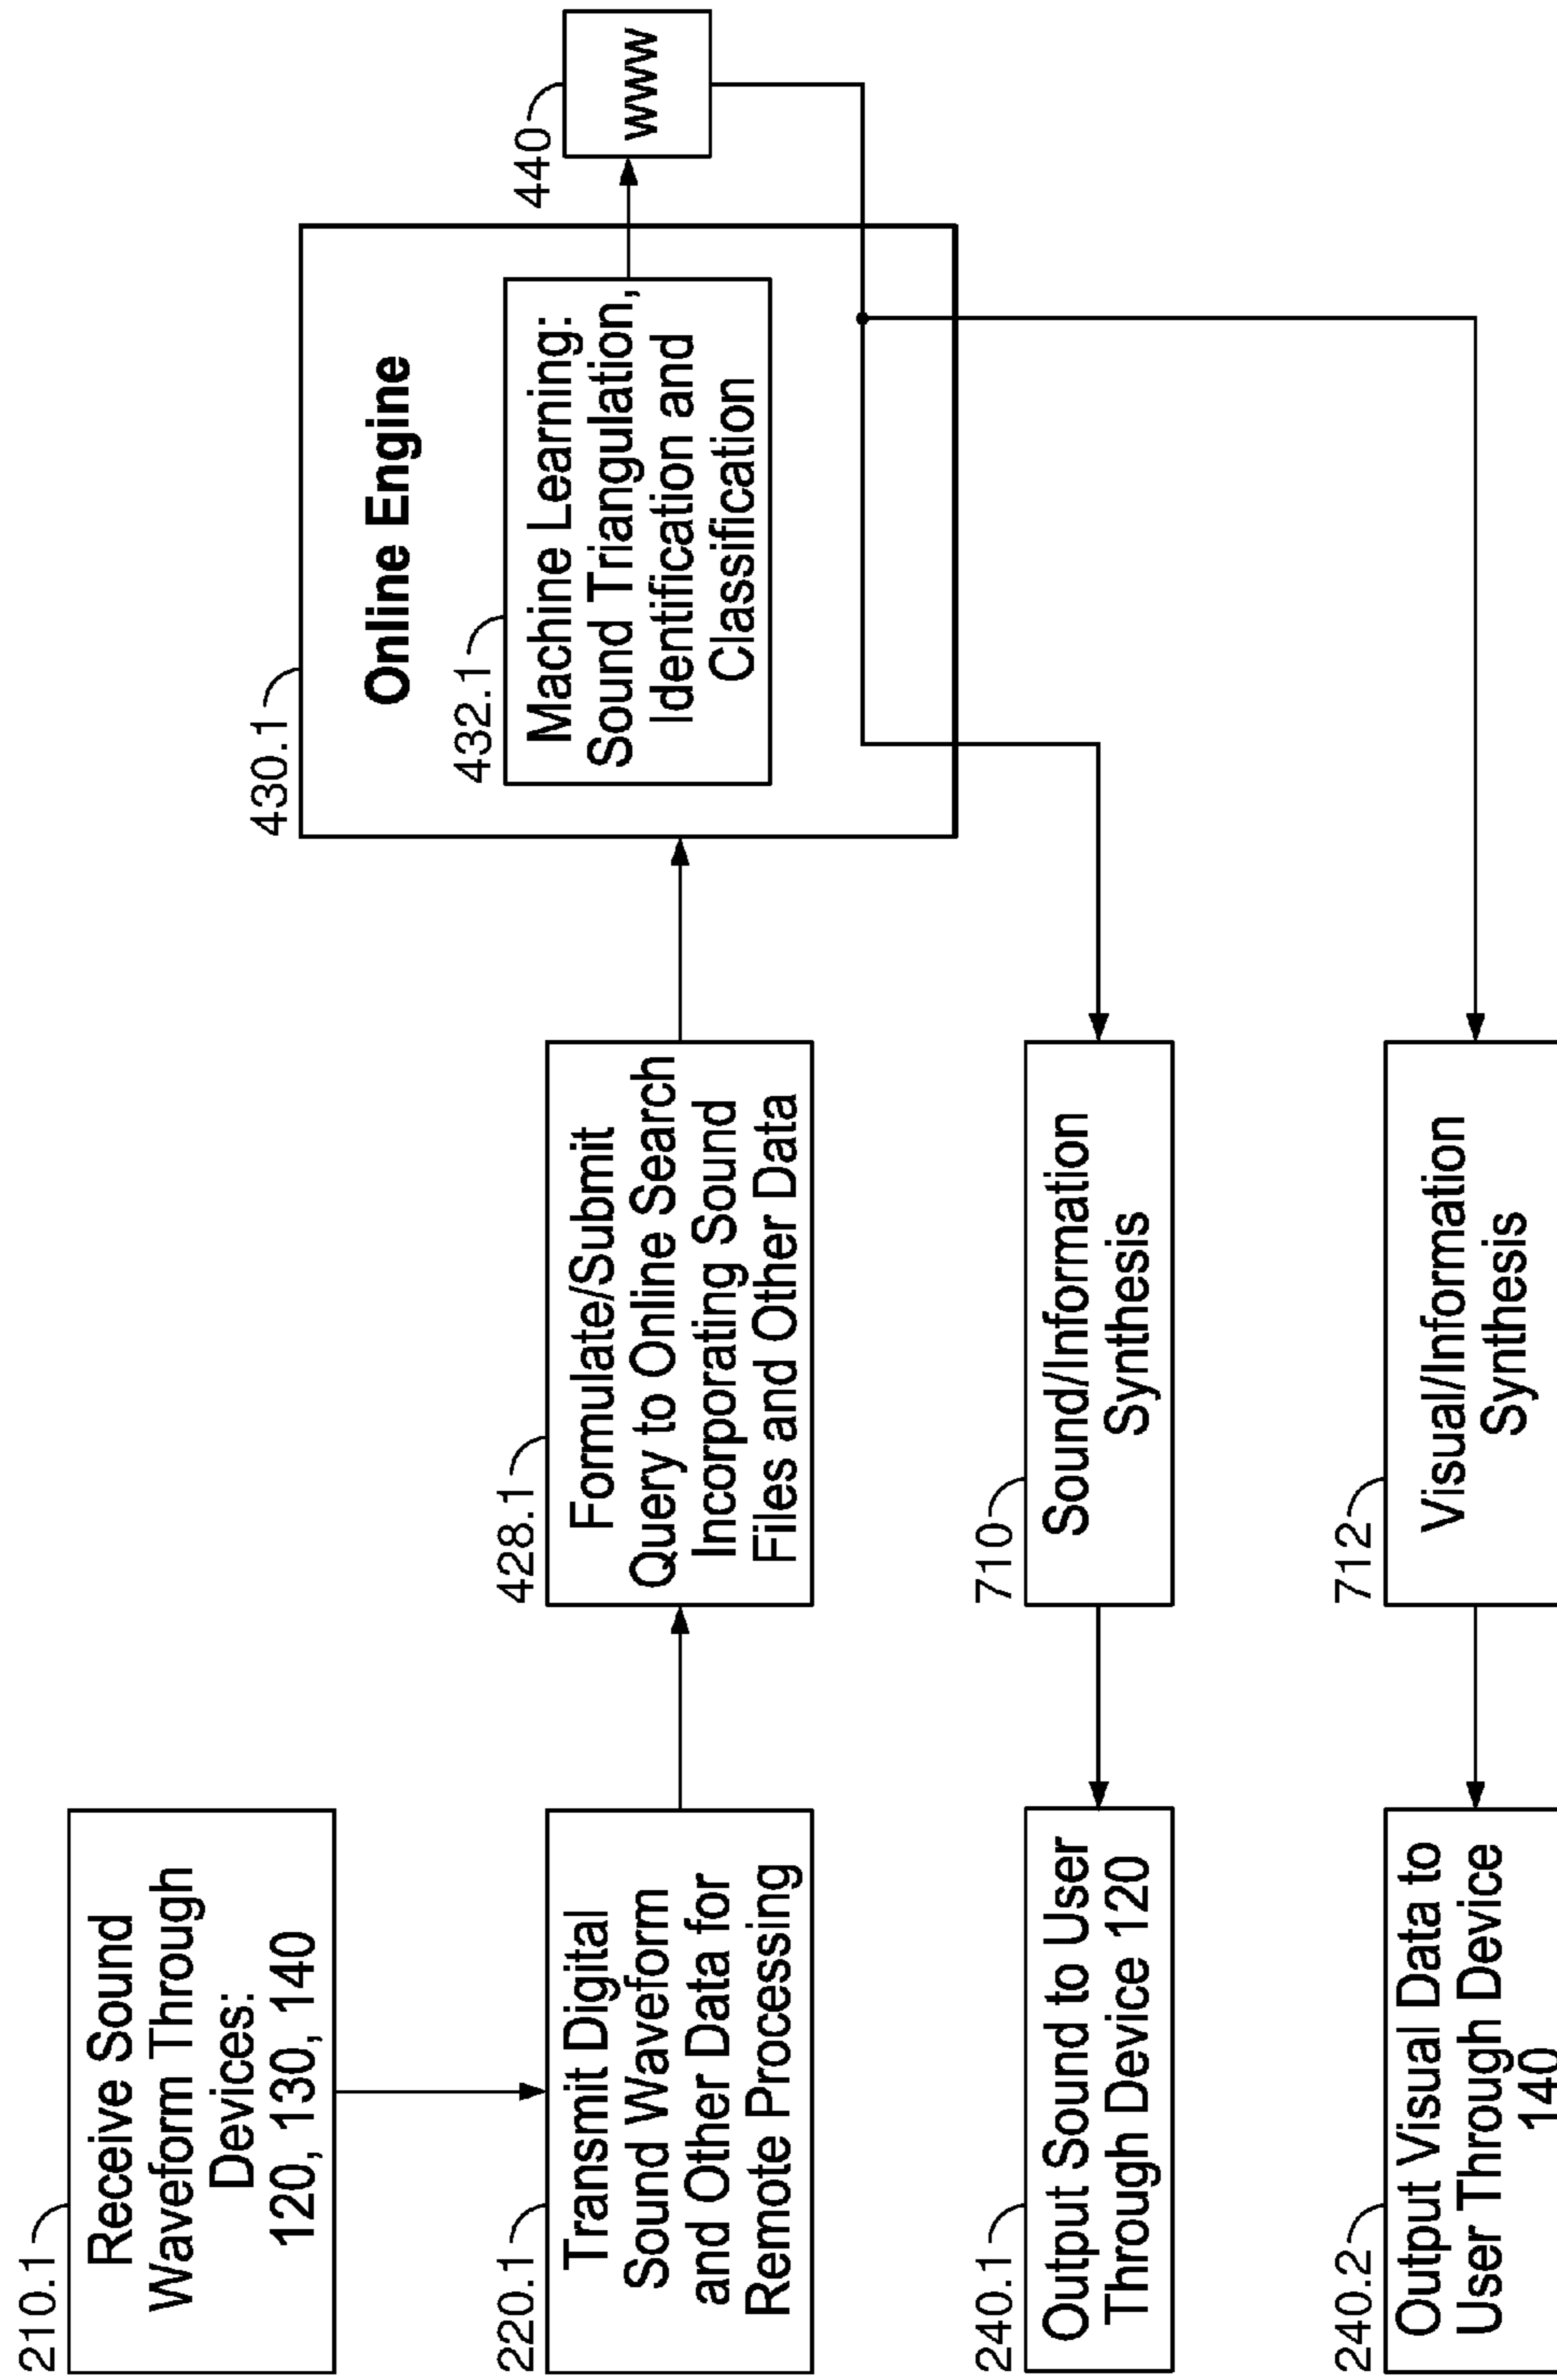 210.1
Receive Sound
Waveform Through
Devices:
120, 130, 140
220.1
Transmit Digital
Sound Waveform
and Other Data for
Remote Processing
428.1
Formulate/Submit
Query to Online Search
Incorporating Sound
Files and Other Data
430.1
Online Engine
432.1
Machine Learning:
Sound Triangulation,
Identification and
Classification
440
www
240.1
Output Sound to User
Through Device 120
710
Sound/Information
Synthesis
240.2
Output Visual Data to
User Through Device
140
712
Visual/Information
Synthesis